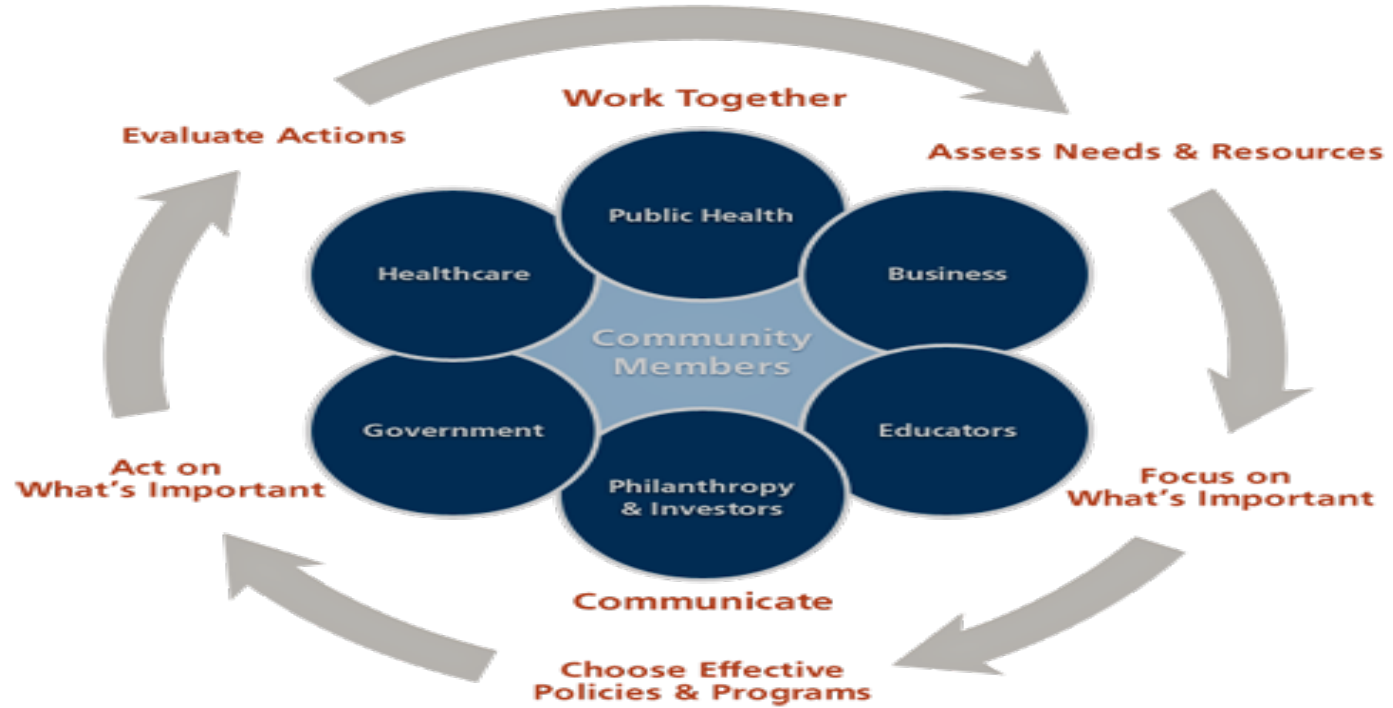 Work Together
Evaluate Actions
Assess Needs & Resources
Public Health
Healthcare
Business
Community
Members
Government
Educators
Philanthropy
& Investors
Act on
What's Important
Focus on
What's Important
Communicate
Choose Effective
Policies & Programs